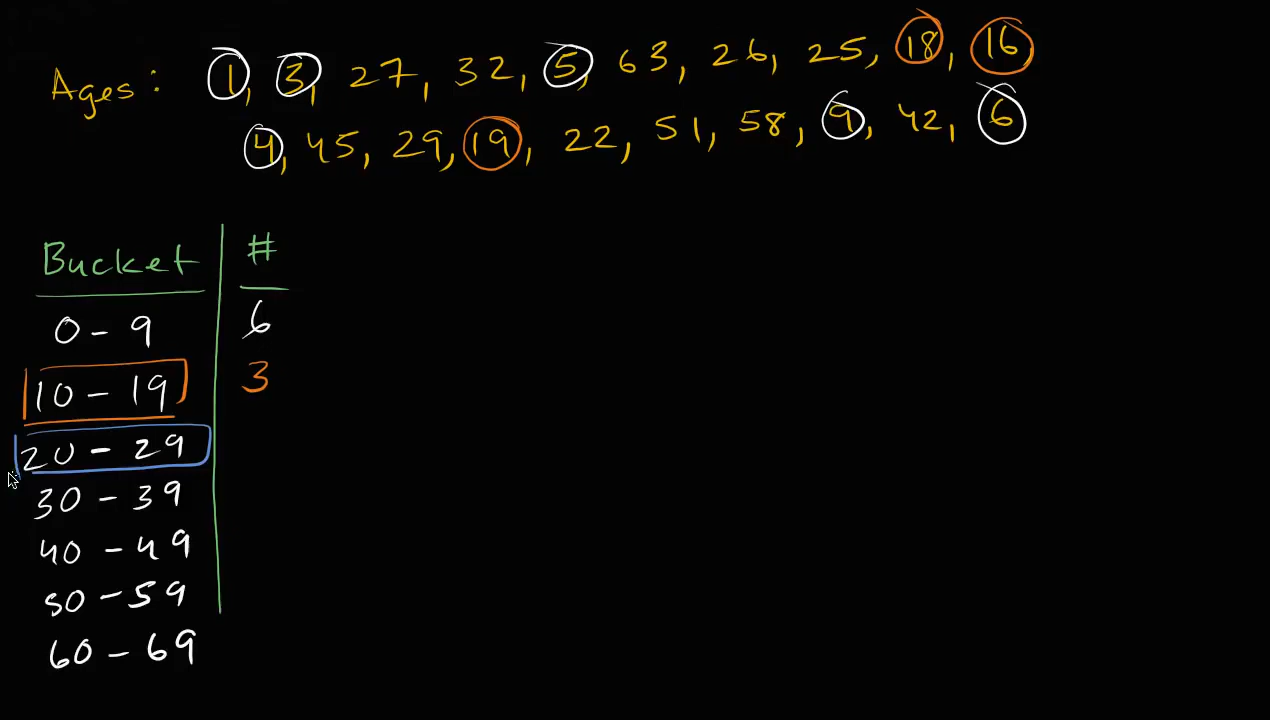 Ages: 1, 3, 27, 32, 5, 63, 26, 25, 18, 16
4, 45, 29, 19, 22, 51, 58, 9, 42, 6
Bucket #
0-9 6
10-19 3
20-29
30-39
40-49
50-59
60-69